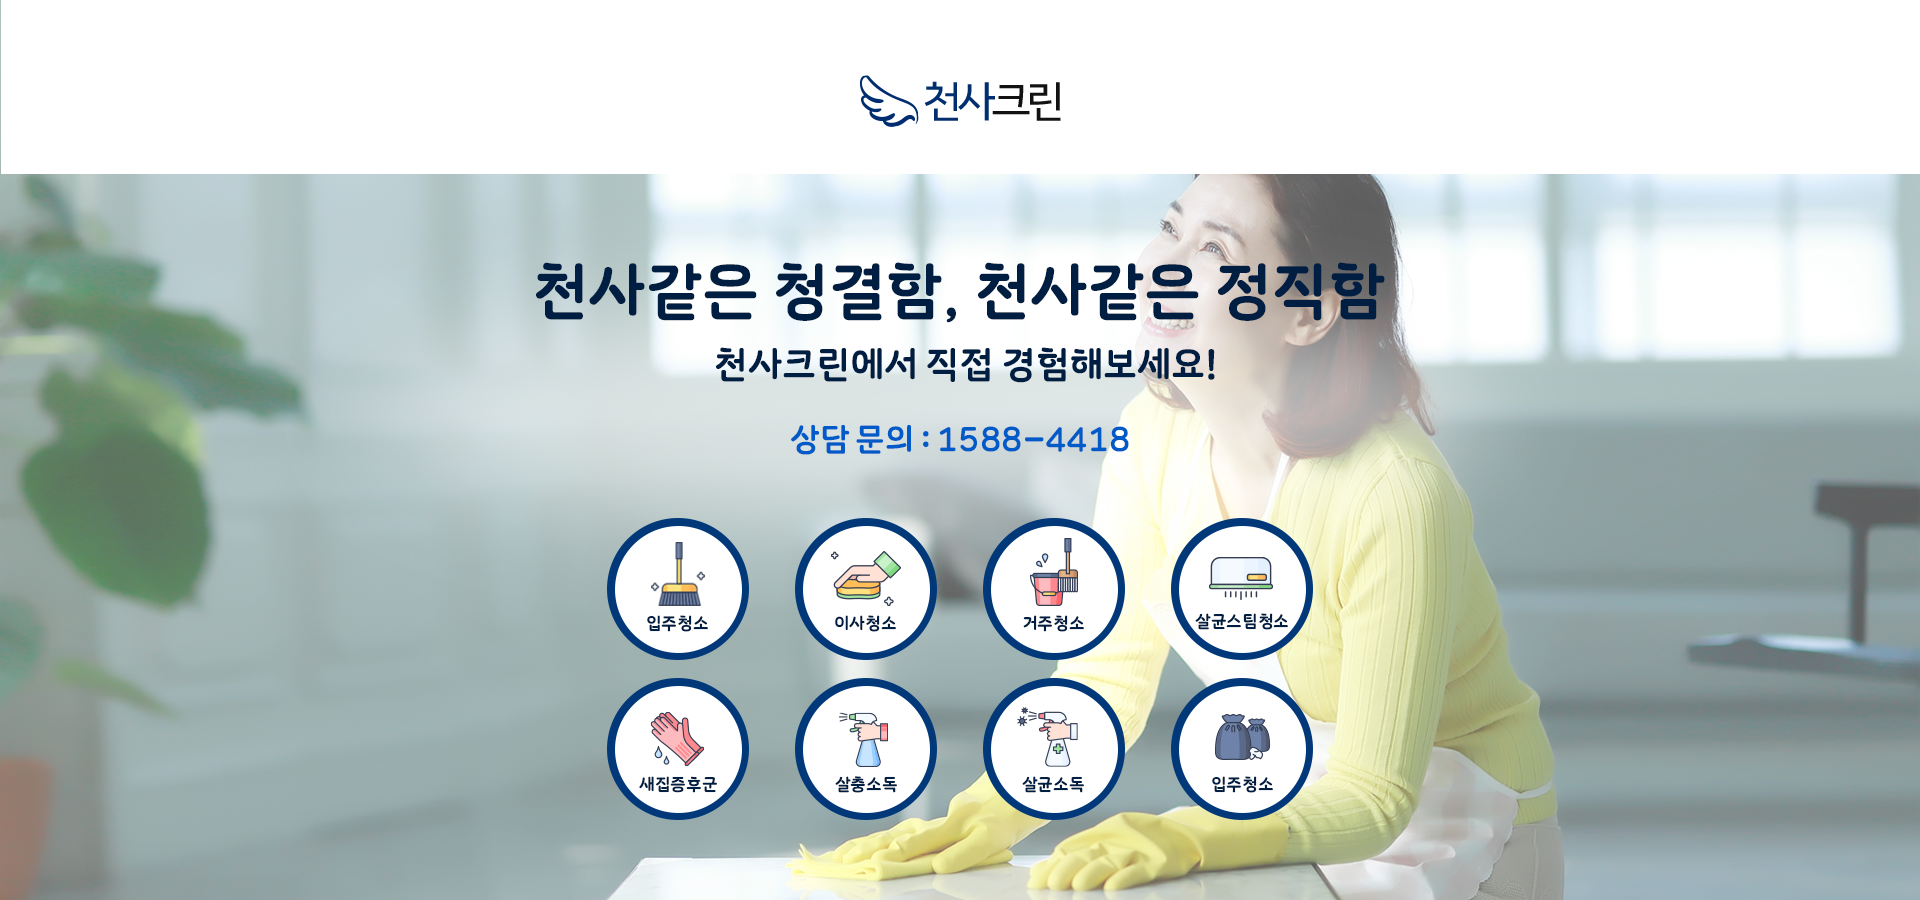 천사크린
천사같은 청결함, 천사같은 정직함
천사크린에서 직접 경험해보세요!
상담 문의 : 1588-4418
입주청소
이사청소
거주청소
살균스팀청소
새집증후군
살충소독
살균소독
입주청소